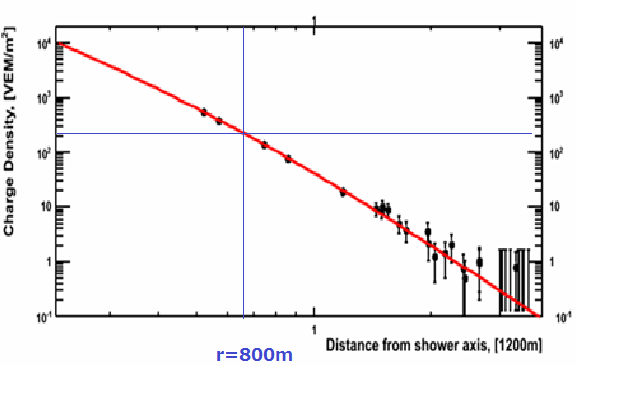 1
10⁴ 10⁴
10³ 10³
10² 10²
10 10
1 1
10⁻¹ 10⁻¹
Charge Density, [VEM/m²]
1
Distance from shower axis, [1200m]
r=800m